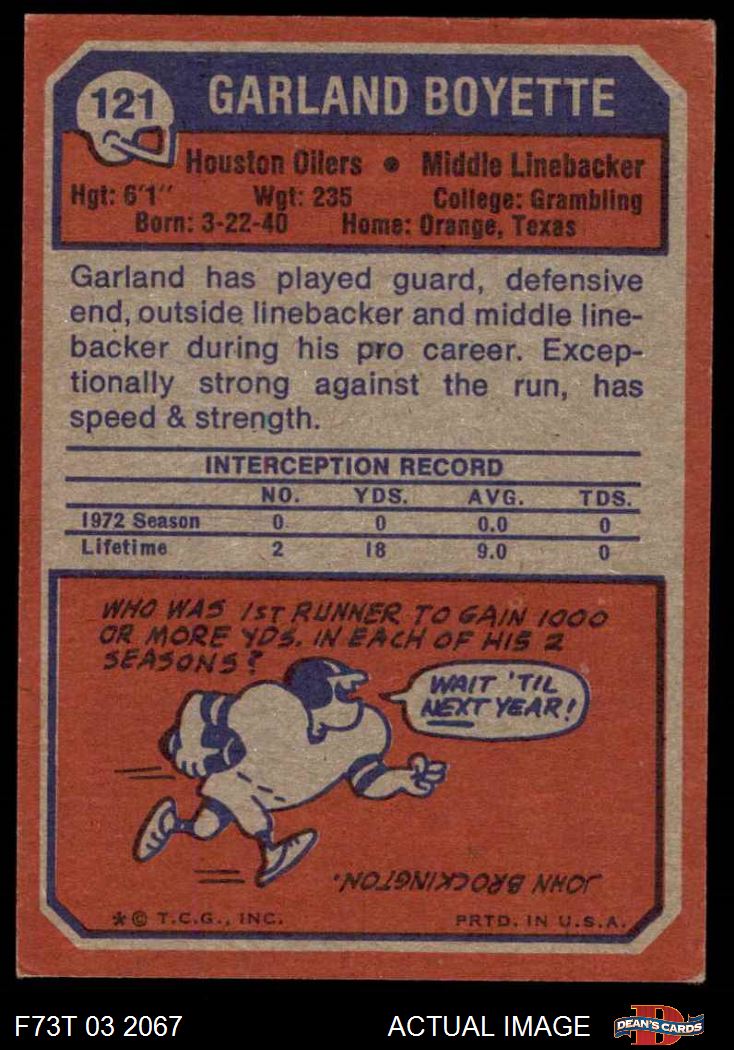 121
GARLAND BOYETTE
Houston Oilers • Middle Linebacker
Hgt: 6'1" Wgt: 235 College: Grambling
Born: 3-22-40 Home: Orange, Texas
Garland has played guard, defensive
end, outside linebacker and middle line-
backer during his pro career. Excep-
tionally strong against the run, has
speed & strength.
INTERCEPTION RECORD
NO. YDS. AVG. TDS.
1972 Season 0 0 0.0 0
Lifetime 2 18 9.0 0
WHO WAS 1ST RUNNER TO GAIN 1000
OR MORE YDS. IN EACH OF HIS 2
SEASONS?
WAIT 'TIL
NEXT YEAR!
JOHN BROCKINGTON.
*© T.C.G., INC. PRTD. IN U.S.A.
F73T 03 2067 ACTUAL IMAGE
D
DEAN'S CARDS